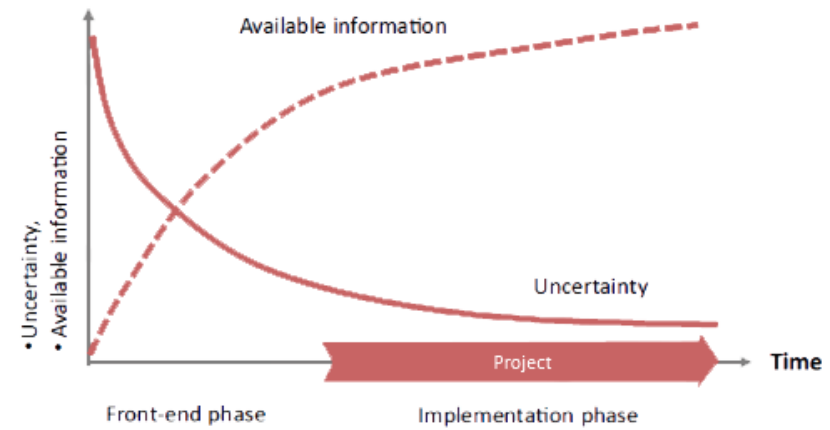 Available information
• Uncertainty,
• Available information
Uncertainty
Project
Time
Front-end phase
Implementation phase